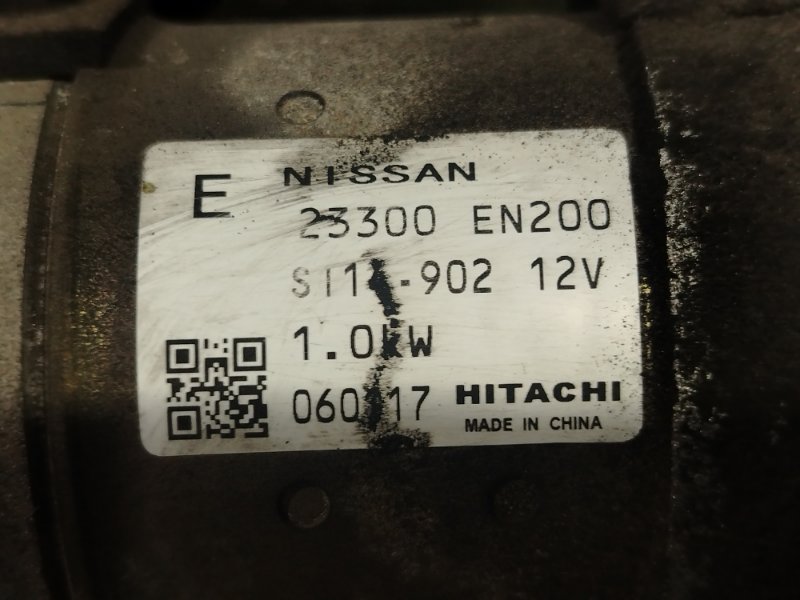 E NISSAN
23300 EN200
12V
1.0kW
HITACHI
MADE IN CHINA